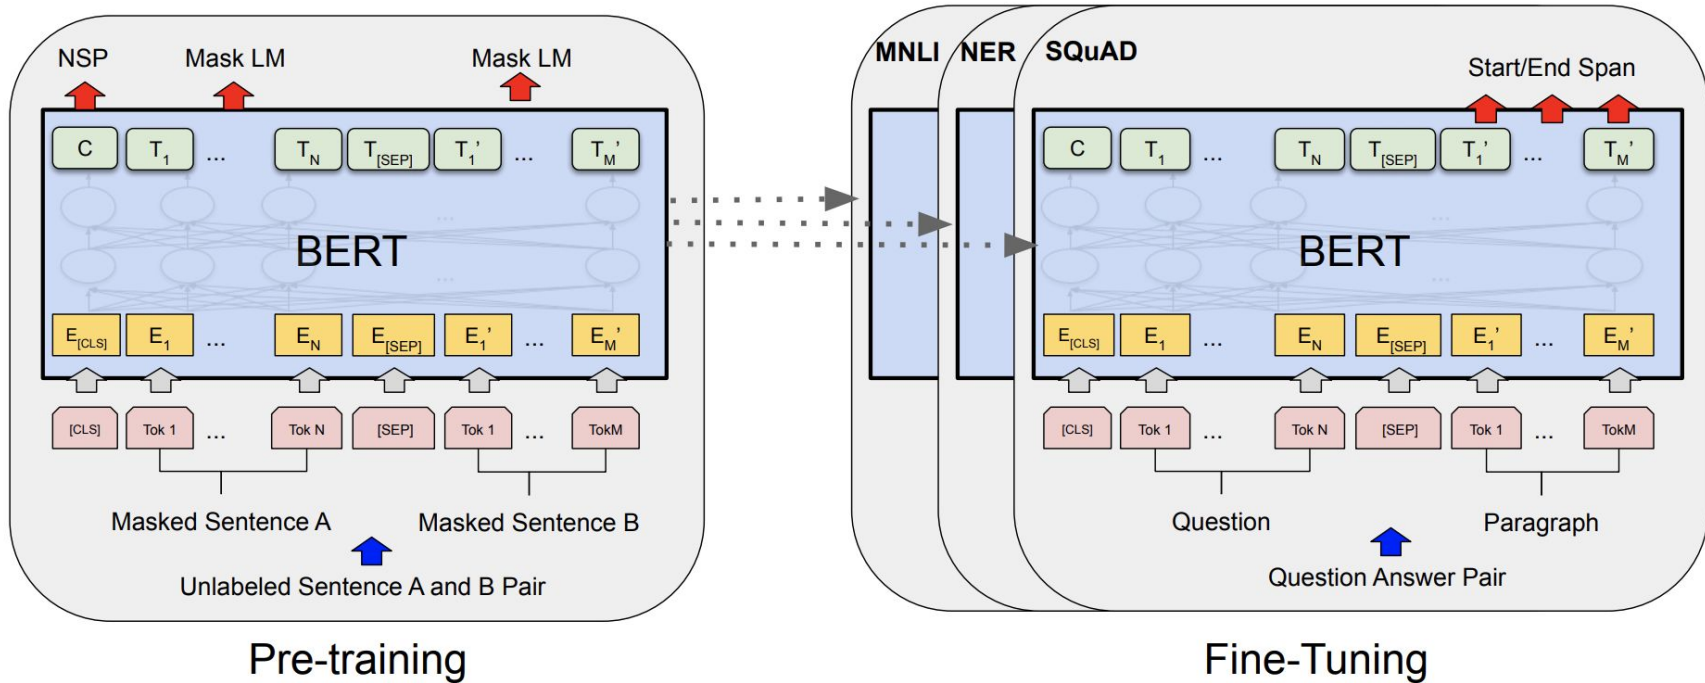 NSP Mask LM Mask LM
C T1 ... TN T[SEP] T1' ... TM'
...
BERT
...
E[CLS] E1 ... EN E[SEP] E1' ... EM'
[CLS] Tok 1 ... Tok N [SEP] Tok 1 ... TokM
Masked Sentence A Masked Sentence B
Unlabeled Sentence A and B Pair
Pre-training
MNLI NER SQuAD
Start/End Span
C T1 ... TN T[SEP] T1' ... TM'
...
BERT
...
E[CLS] E1 ... EN E[SEP] E1' ... EM'
[CLS] Tok 1 ... Tok N [SEP] Tok 1 ... TokM
Question Paragraph
Question Answer Pair
Fine-Tuning